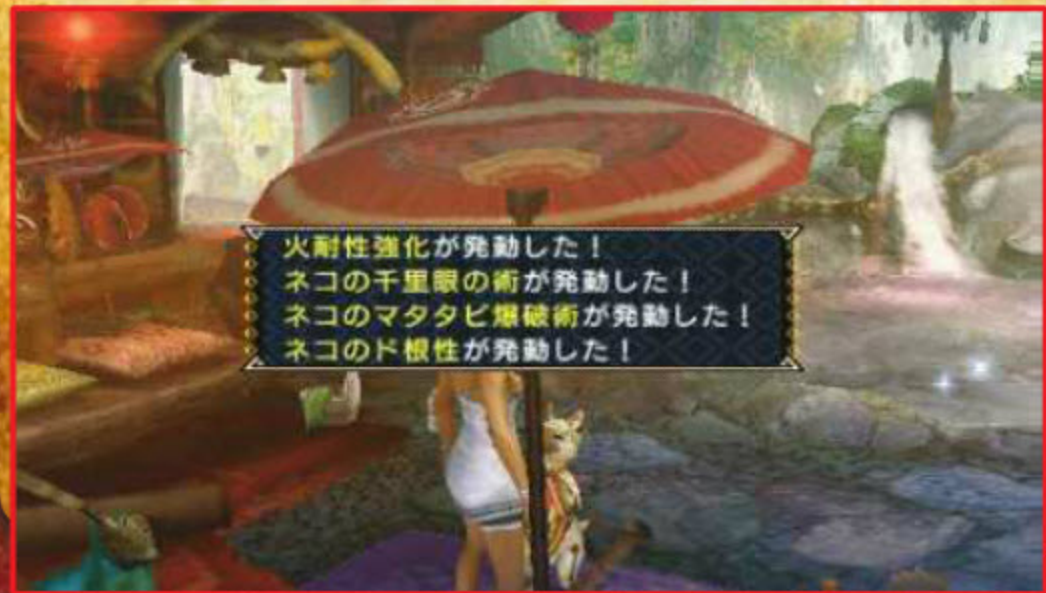 火耐性強化が発動した！
ネコの千里眼の術が発動した！
ネコのマタタビ爆破術が発動した！
ネコのド根性が発動した！